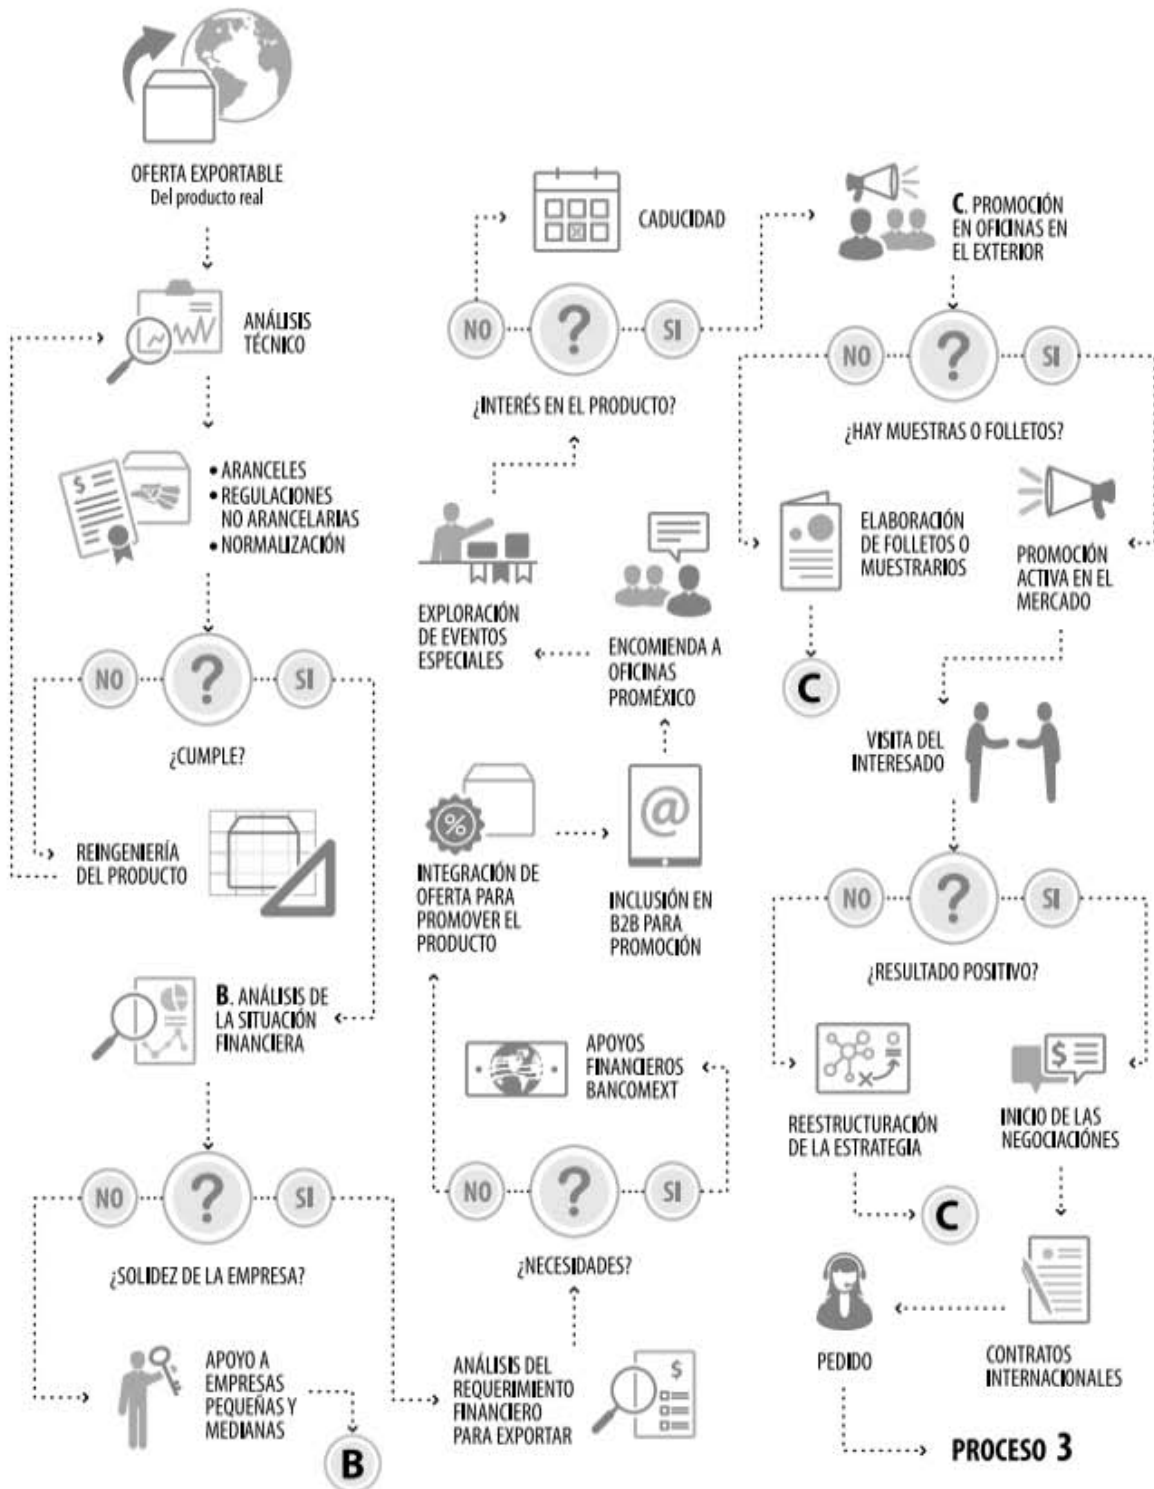 OFERTA EXPORTABLE
Del producto real
ANÁLISIS
TÉCNICO
$
• ARANCELES
• REGULACIONES
NO ARANCELARIAS
• NORMALIZACIÓN
NO
?
SI
¿CUMPLE?
REINGENIERÍA
DEL PRODUCTO
B. ANÁLISIS DE
LA SITUACIÓN
FINANCIERA
NO
?
SI
¿SOLIDEZ DE LA EMPRESA?
APOYO A
EMPRESAS
PEQUEÑAS Y
MEDIANAS
B
ANÁLISIS DEL
REQUERIMIENTO
FINANCIERO
PARA EXPORTAR
$
NO
?
SI
¿NECESIDADES?
APOYOS
FINANCIEROS
BANCOMEXT
%
INTEGRACIÓN DE
OFERTA PARA
PROMOVER EL
PRODUCTO
@
INCLUSIÓN EN
B2B PARA
PROMOCIÓN
ENCOMIENDA A
OFICINAS
PROMÉXICO
EXPLORACIÓN
DE EVENTOS
ESPECIALES
¿INTERÉS EN EL PRODUCTO?
NO
?
SI
CADUCIDAD
C. PROMOCIÓN
EN OFICINAS EN
EL EXTERIOR
NO
?
SI
¿HAY MUESTRAS O FOLLETOS?
ELABORACIÓN
DE FOLLETOS O
MUESTRARIOS
C
PROMOCIÓN
ACTIVA EN EL
MERCADO
VISITA DEL
INTERESADO
NO
?
SI
¿RESULTADO POSITIVO?
REESTRUCTURACIÓN
DE LA ESTRATEGIA
C
$
INICIO DE LAS
NEGOCIACIÓNES
CONTRATOS
INTERNACIONALES
PEDIDO
PROCESO 3